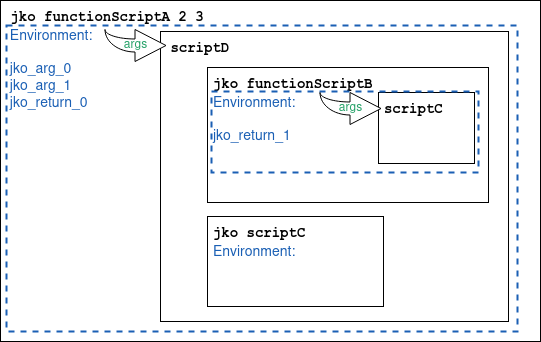 jko functionScriptA 2 3
Environment:
args
scriptD
jko_arg_0
jko_arg_1
jko_return_0
jko functionScriptB
Environment:
args
scriptC
jko_return_1
jko scriptC
Environment: